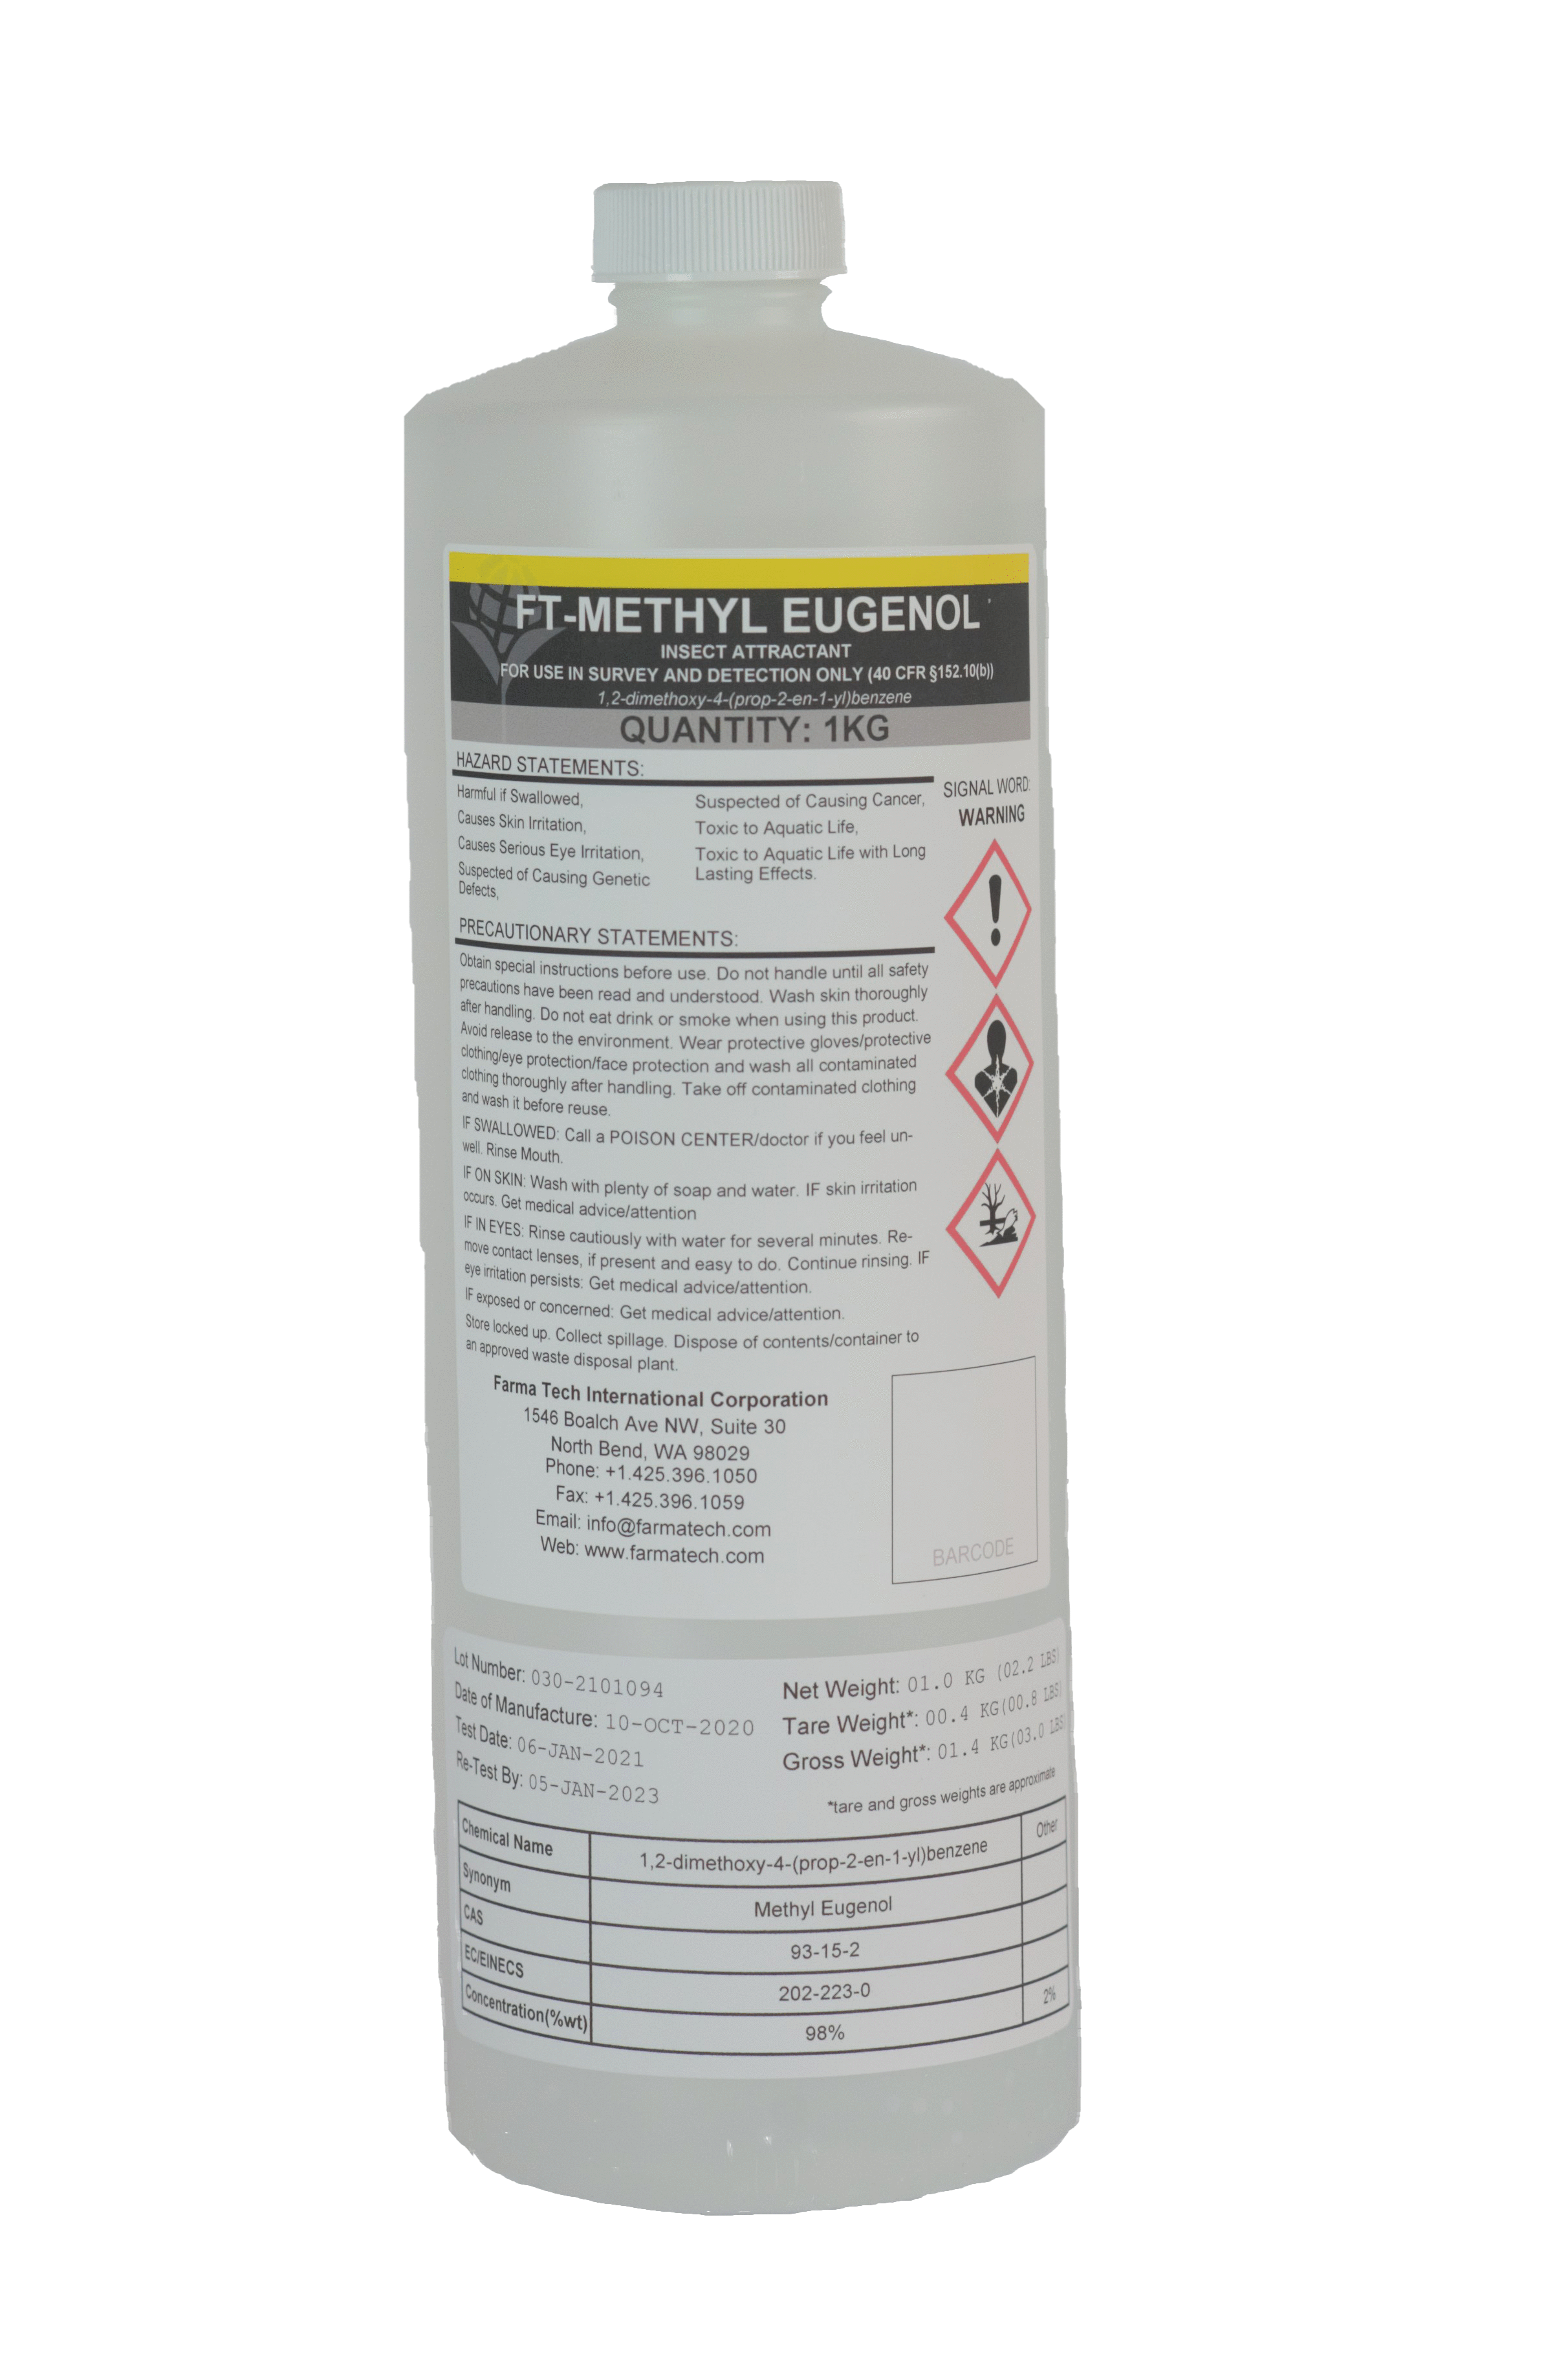 FT-METHYL EUGENOL
INSECT ATTRACTANT
FOR USE IN SURVEY AND DETECTION ONLY (40 CFR §152.10(b))
1,2-dimethoxy-4-(prop-2-en-1-yl)benzene
QUANTITY: 1KG
HAZARD STATEMENTS:
Harmful if Swallowed,
Causes Skin Irritation,
Causes Serious Eye Irritation,
Suspected of Causing Genetic
Defects,
Suspected of Causing Cancer,
Toxic to Aquatic Life,
Toxic to Aquatic Life with Long
Lasting Effects.
SIGNAL WORD:
WARNING
PRECAUTIONARY STATEMENTS:
Obtain special instructions before use. Do not handle until all safety
precautions have been read and understood. Wash skin thoroughly
after handling. Do not eat drink or smoke when using this product.
Avoid release to the environment. Wear protective gloves/protective
clothing/eye protection/face protection and wash all contaminated
clothing thoroughly after handling. Take off contaminated clothing
and wash it before reuse.
IF SWALLOWED: Call a POISON CENTER/doctor if you feel un-
well. Rinse Mouth.
IF ON SKIN: Wash with plenty of soap and water. IF skin irritation
occurs. Get medical advice/attention
IF IN EYES: Rinse cautiously with water for several minutes. Re-
move contact lenses, if present and easy to do. Continue rinsing. IF
eye irritation persists: Get medical advice/attention.
IF exposed or concerned: Get medical advice/attention.
Store locked up. Collect spillage. Dispose of contents/container to
an approved waste disposal plant.
Farma Tech International Corporation
1546 Boalch Ave NW, Suite 30
North Bend, WA 98029
Phone: +1.425.396.1050
Fax: +1.425.396.1059
Email: info@farmatech.com
Web: www.farmatech.com
BARCODE
Lot Number: 030-2101094
Date of Manufacture: 10-OCT-2020
Test Date: 06-JAN-2021
Re-Test By: 05-JAN-2023
Net Weight: 01.0 KG (02.2 LBS)
Tare Weight*: 00.4 KG(00.8 LBS)
Gross Weight*: 01.4 KG(03.0 LBS)
*tare and gross weights are approximate
Chemical Name 1,2-dimethoxy-4-(prop-2-en-1-yl)benzene Other
Synonym Methyl Eugenol
CAS 93-15-2
EC/EINECS 202-223-0
Concentration(%wt) 98% 2%